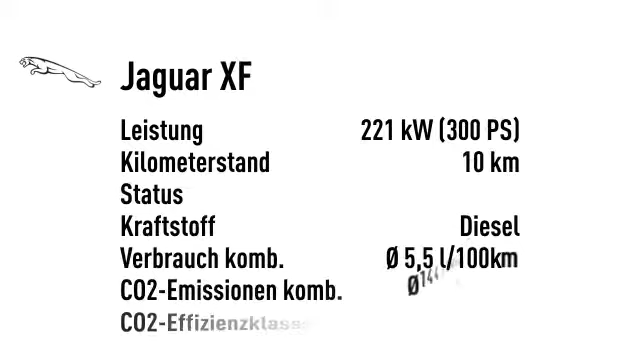 Jaguar XF
Leistung 221 kW (300 PS)
Kilometerstand 10 km
Status
Kraftstoff Diesel
Verbrauch komb. Ø 5,5 l/100km
CO2-Emissionen komb. Ø
CO2-Effizienzklasse